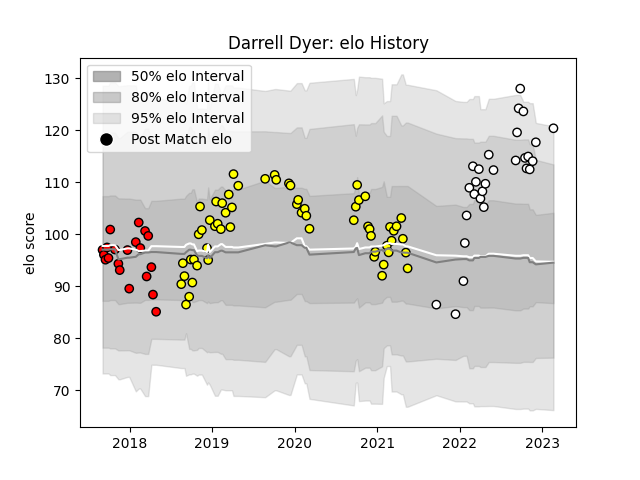 Darrell Dyer: elo History
50% elo Interval
80% elo Interval
95% elo Interval
Post Match elo
elo score
130
120
110
100
90
80
70
2018
2019
2020
2021
2022
2023